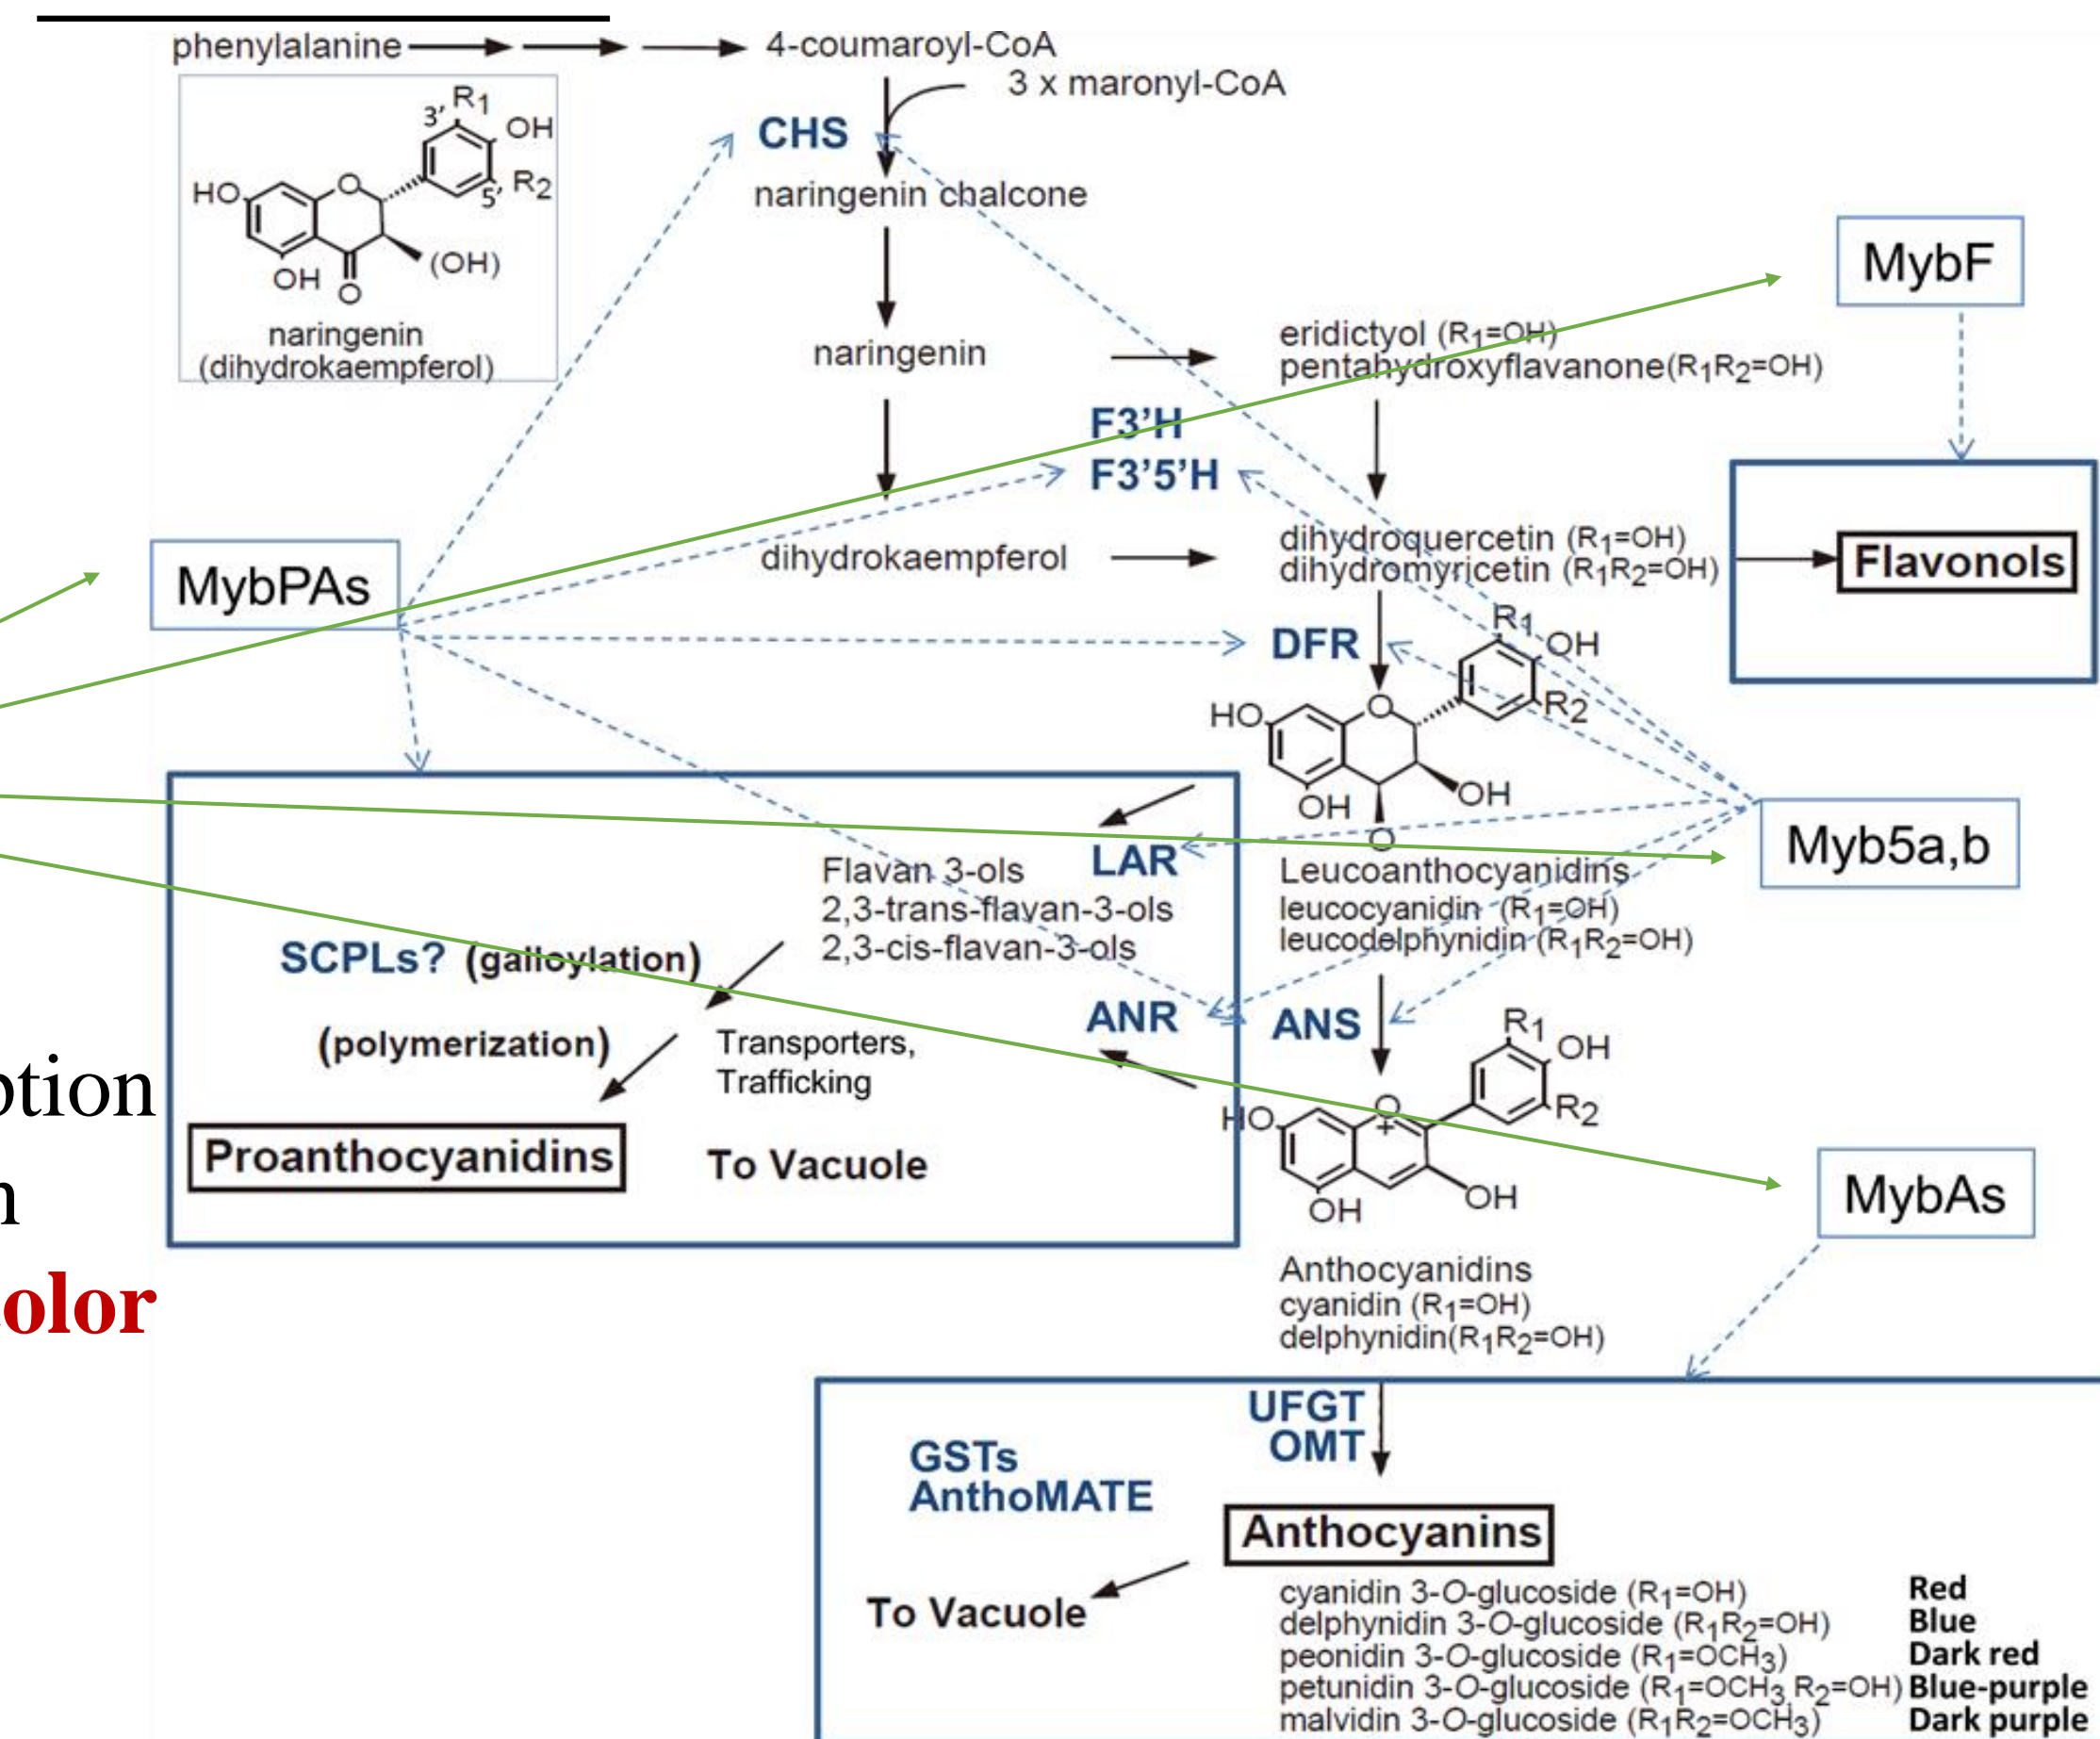 phenylalanine
4-coumaroyl-CoA
3 x maronyl-CoA
CHS
naringenin chalcone
3' R1
OH
5' R2
HO
O
(OH)
OH
O
naringenin
(dihydrokaempferol)
MybF
naringenin
eridictyol (R1=OH)
pentahydroxyflavanone(R1R2=OH)
F3'H
F3'5'H
dihydrokaempferol
dihydroquercetin (R1=OH)
dihydromyricetin (R1R2=OH)
Flavonols
MybPAs
DFR
R1
OH
R2
HO
O
OH
OH
O
Myb5a,b
LAR
Flavan 3-ols
2,3-trans-flavan-3-ols
2,3-cis-flavan-3-ols
Leucoanthocyanidins
leucocyanidin (R1=OH)
leucodelphynidin (R1R2=OH)
SCPLs? (galloylation)
ANR
ANS
(polymerization)
Transporters,
Trafficking
Proanthocyanidins
To Vacuole
R1
OH
R2
HO
O
+
OH
OH
MybAs
Anthocyanidins
cyanidin (R1=OH)
delphynidin(R1R2=OH)
UFGT
OMT
GSTs
AnthoMATE
Anthocyanins
To Vacuole
cyanidin 3-O-glucoside (R1=OH) Red
delphynidin 3-O-glucoside (R1R2=OH) Blue
peonidin 3-O-glucoside (R1=OCH3) Dark red
petunidin 3-O-glucoside (R1=OCH3,R2=OH) Blue-purple
malvidin 3-O-glucoside (R1R2=OCH3) Dark purple